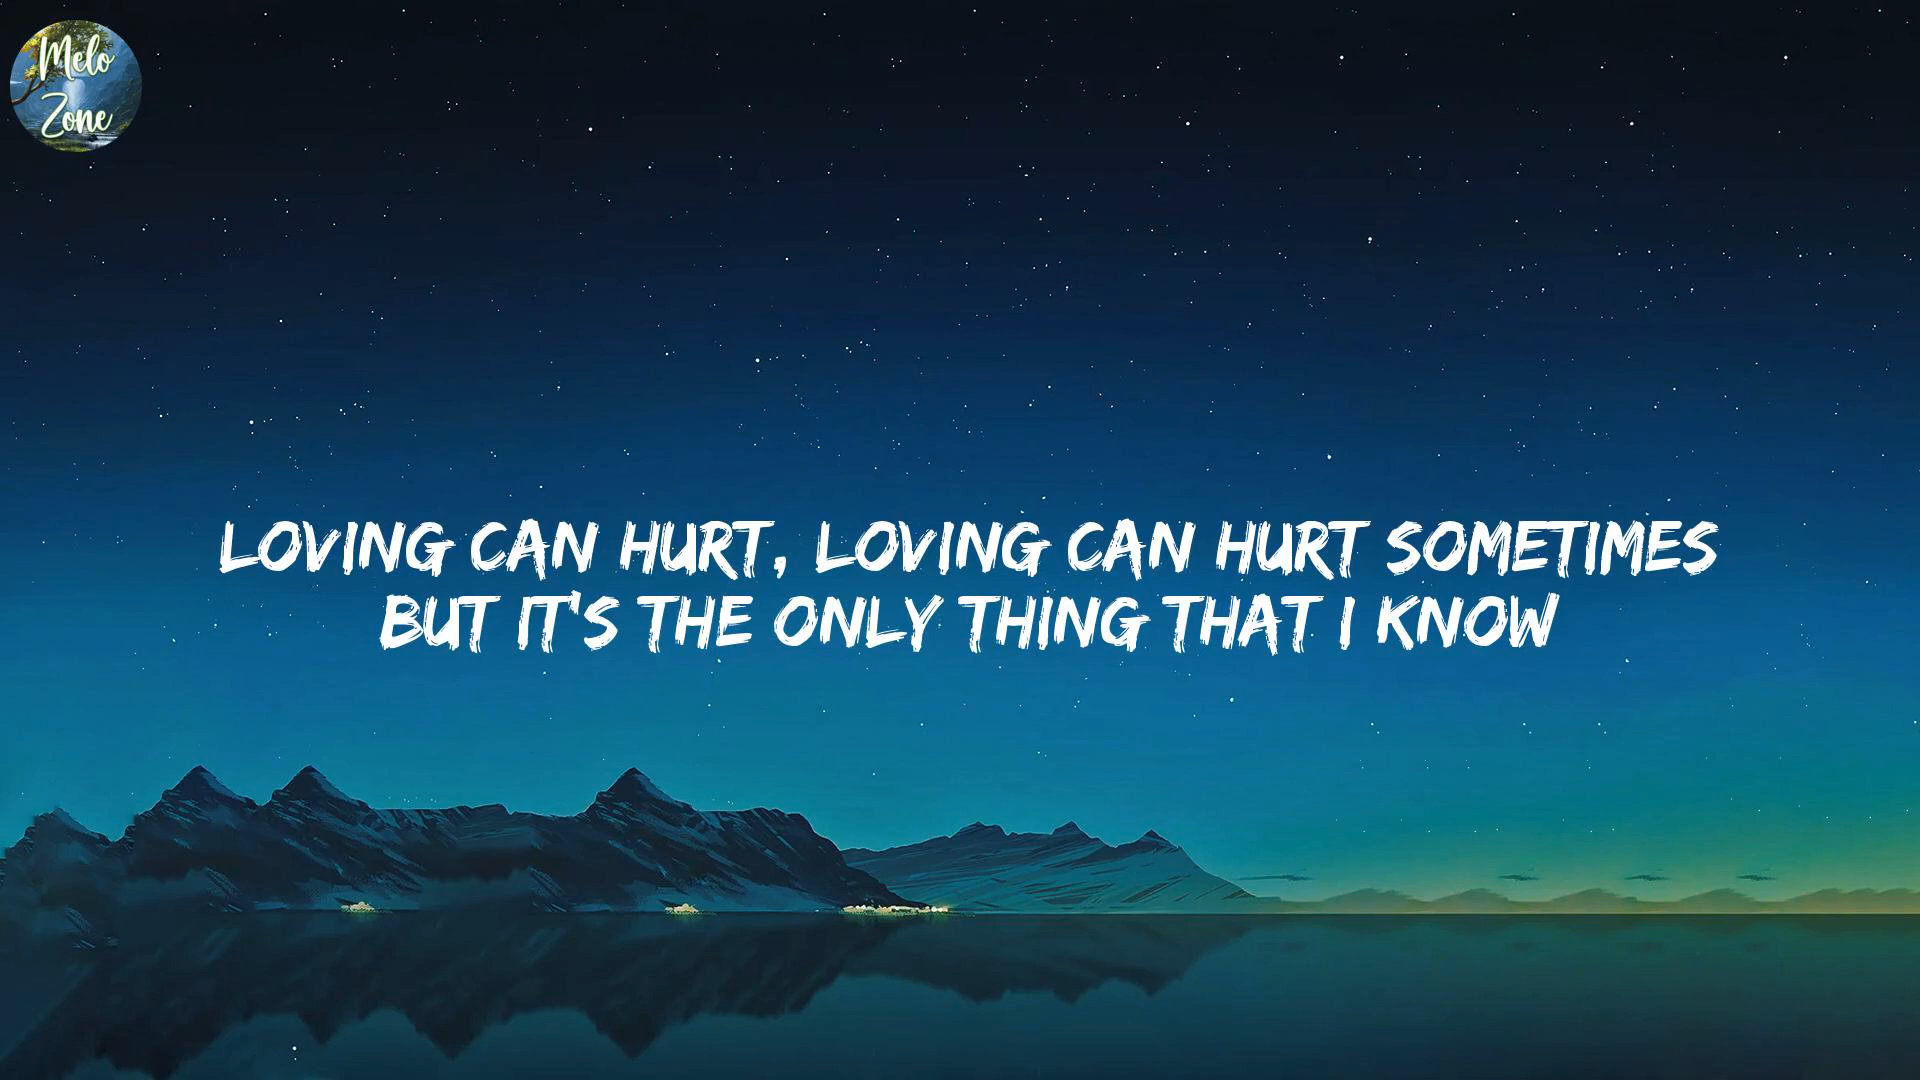 Melo
Zone
LOVING CAN HURT, LOVING CAN HURT SOMETIMES
BUT IT'S THE ONLY THING THAT I KNOW